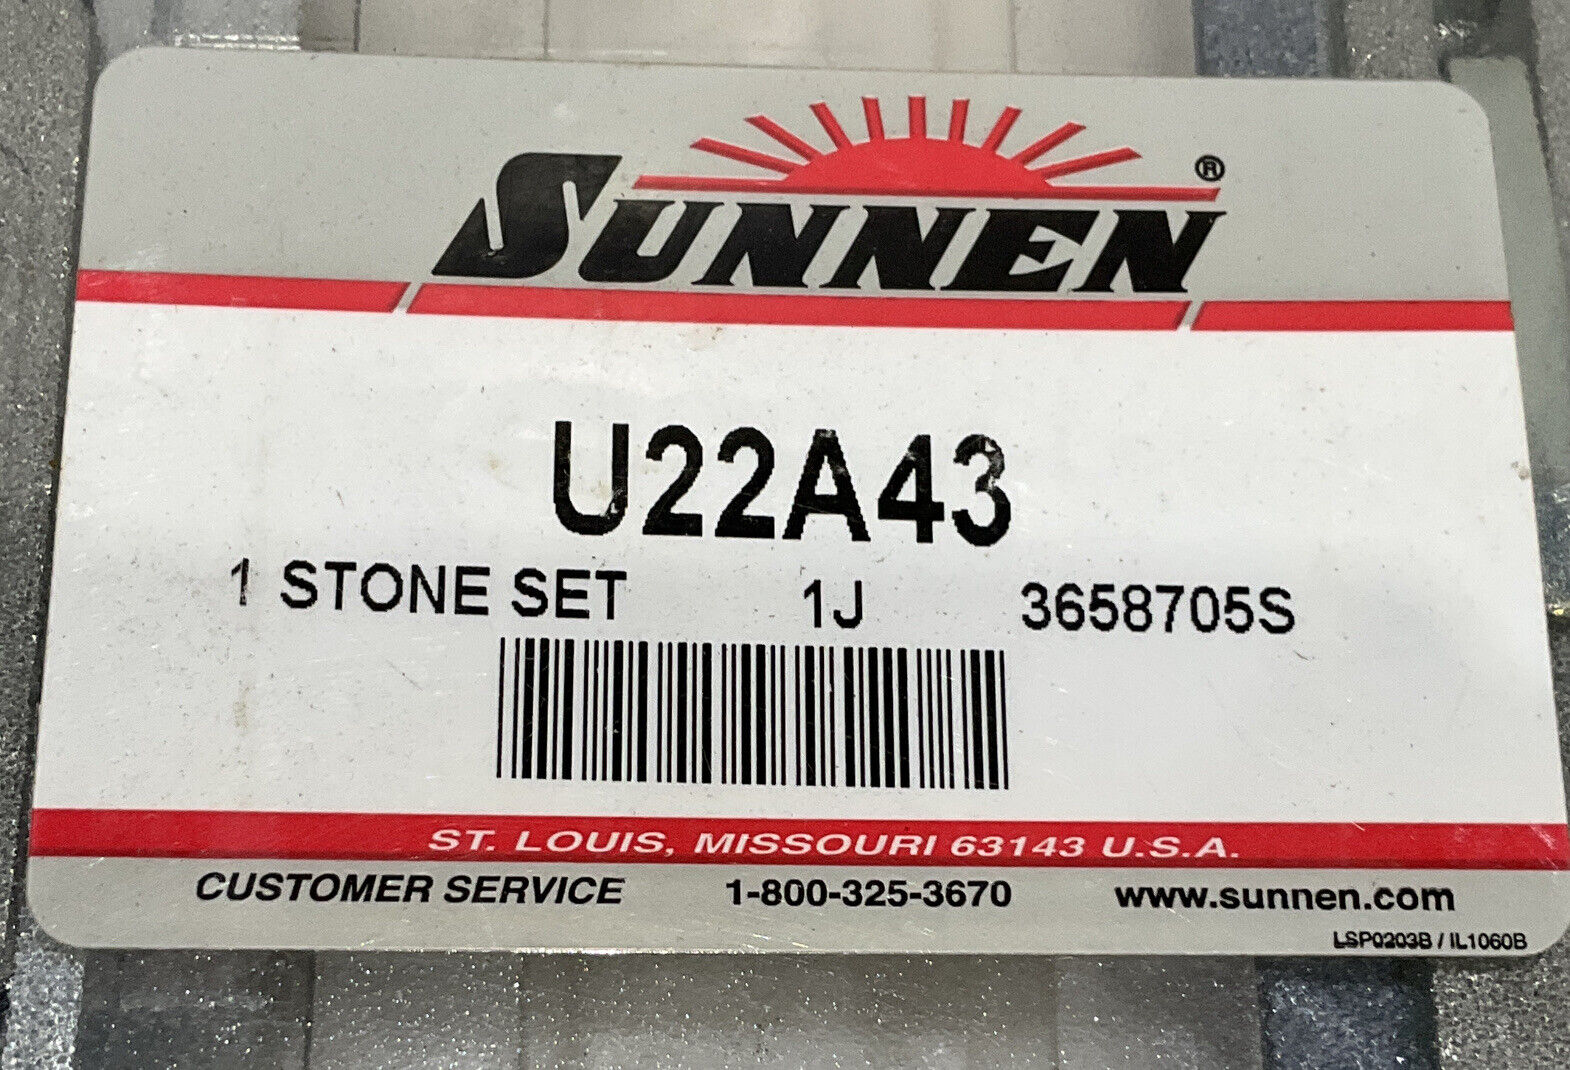 SUNNEN®
U22A43
1 STONE SET 1J 3658705S
ST. LOUIS, MISSOURI 63143 U.S.A.
CUSTOMER SERVICE 1-800-325-3670 www.sunnen.com
LSP0203B / IL1060B